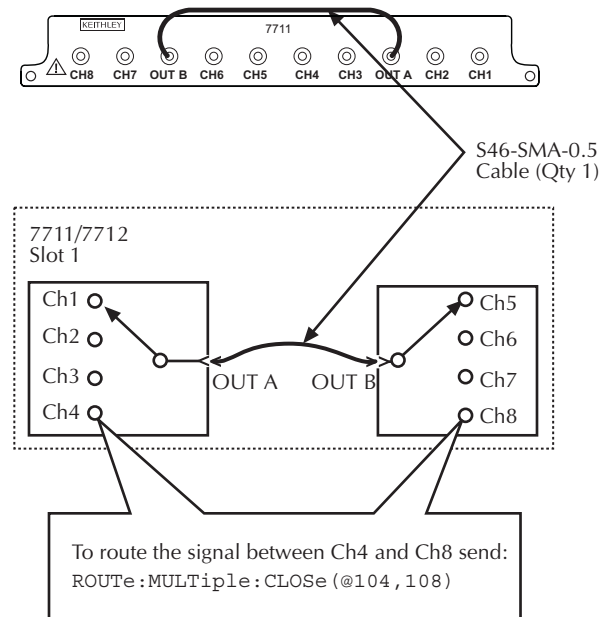 KEITHLEY
7711
CH8 CH7 OUT B CH6 CH5 CH4 CH3 OUT A CH2 CH1
S46-SMA-0.5
Cable (Qty 1)
7711/7712
Slot 1
Ch1
Ch2
Ch3
Ch4
OUT A
OUT B
Ch5
Ch6
Ch7
Ch8
To route the signal between Ch4 and Ch8 send:
ROUTe:MULTiple:CLOSe(@104,108)